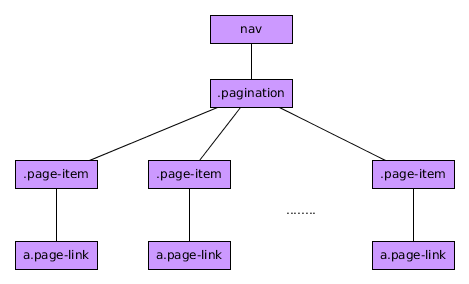 nav
.pagination
.page-item
.page-item
.page-item
........
a.page-link
a.page-link
a.page-link